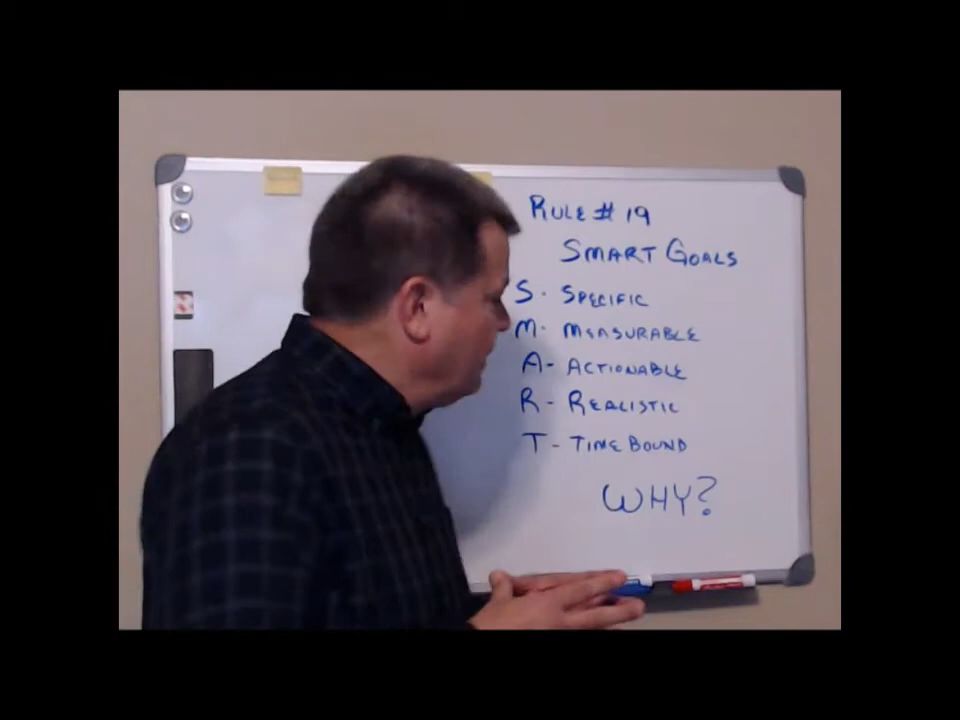 RULE # 19
SMART GOALS
S - SPECIFIC
M - MEASURABLE
A - ACTIONABLE
R - REALISTIC
T - TIME BOUND
WHY?